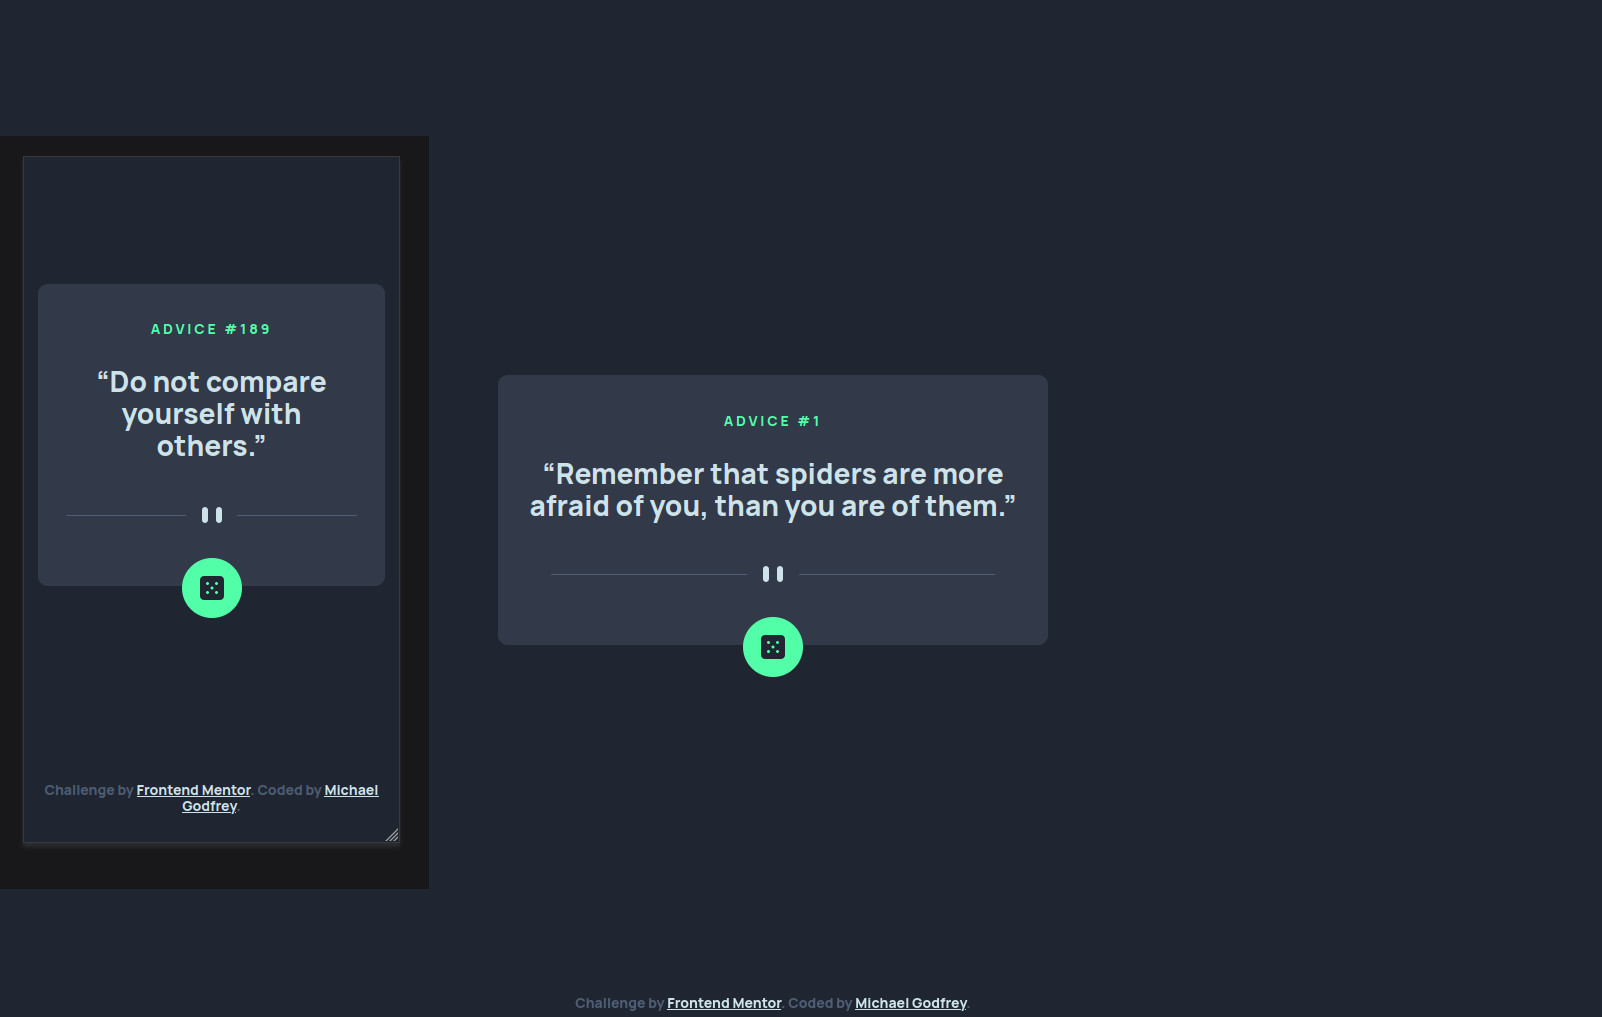 ADVICE #189
“Do not compare
yourself with
others.”
Challenge by Frontend Mentor. Coded by Michael
Godfrey.
ADVICE #1
“Remember that spiders are more
afraid of you, than you are of them.”
Challenge by Frontend Mentor. Coded by Michael Godfrey.